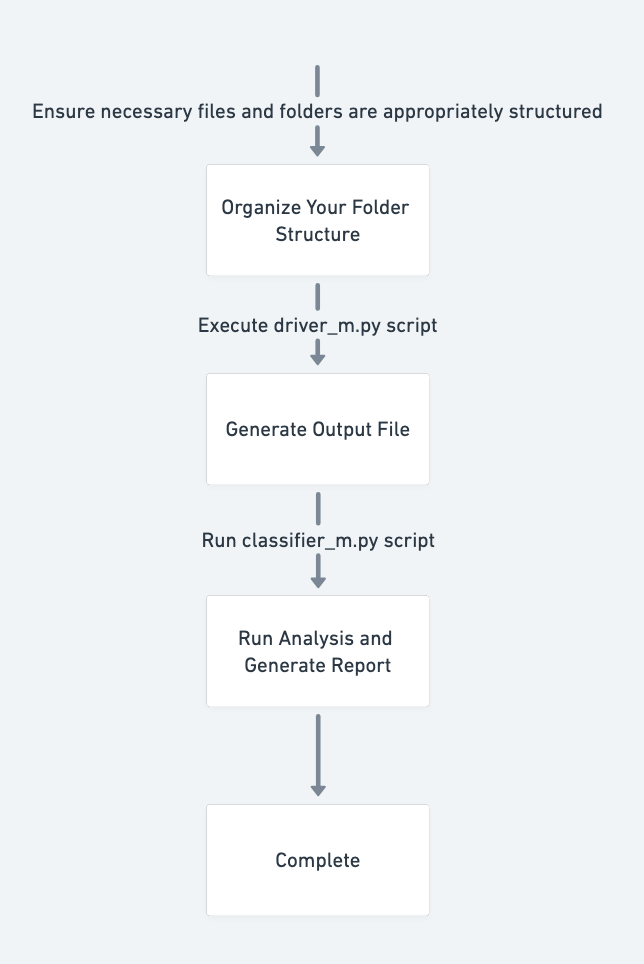 Ensure necessary files and folders are appropriately structured
Organize Your Folder
Structure
Execute driver_m.py script
Generate Output File
Run classifier_m.py script
Run Analysis and
Generate Report
Complete